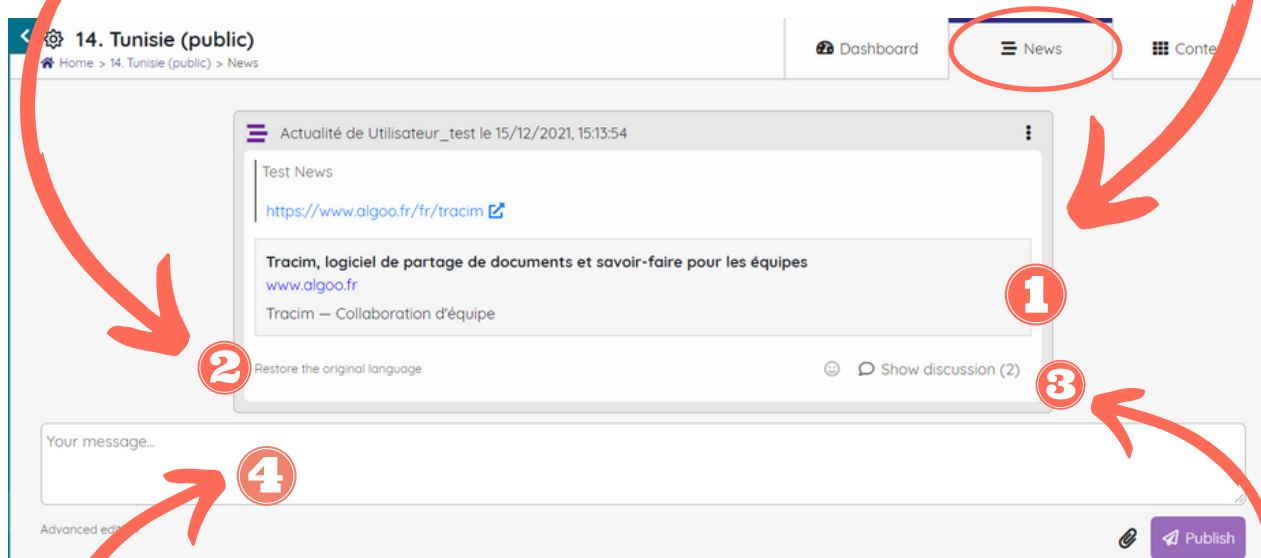 14. Tunisie (public)
Home > 14. Tunisie (public) > News
Dashboard
News
Actualité de Utilisateur_test le 15/12/2021, 15:13:54
Test News
https://www.algoo.fr/fr/tracim
Tracim, logiciel de partage de documents et savoir-faire pour les équipes
www.algoo.fr
Tracim — Collaboration d'équipe
1
2
Restore the original language
Show discussion (2)
3
Your message...
4
Advanced
Publish